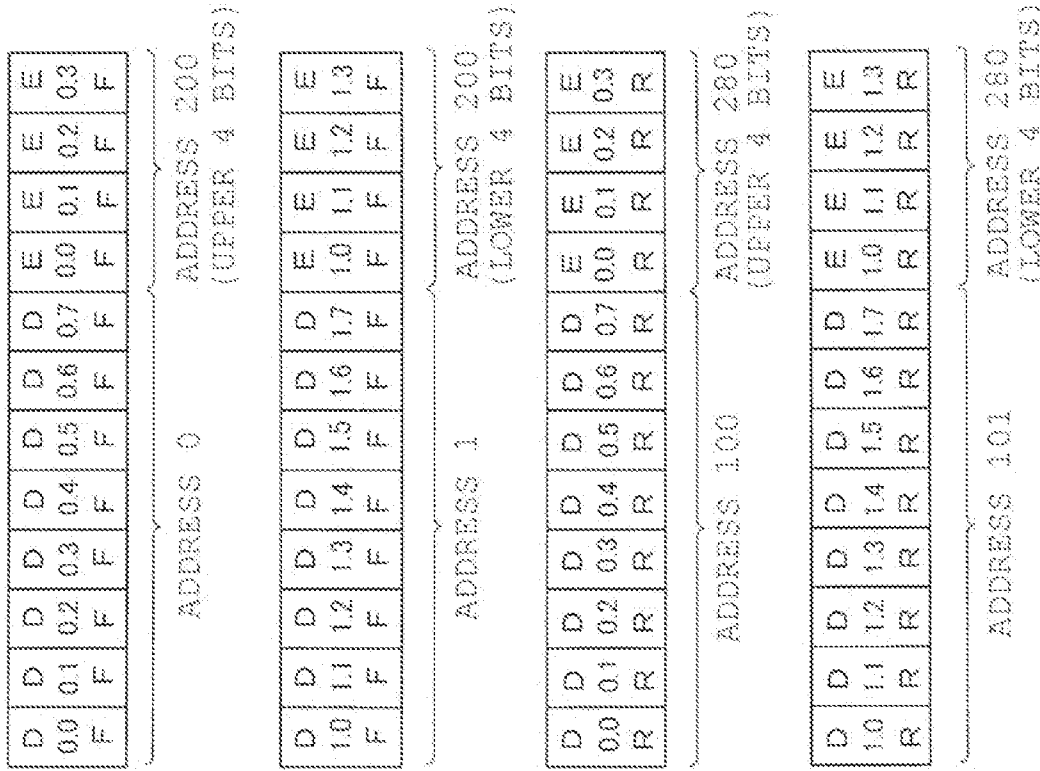 D D D D D D D D E E E E
0.0 0.1 0.2 0.3 0.4 0.5 0.6 0.7 0.0 0.1 0.2 0.3
F F F F F F F F F F F F
ADDRESS 0 ADDRESS 200
(UPPER 4 BITS)
D D D D D D D D E E E E
1.0 1.1 1.2 1.3 1.4 1.5 1.6 1.7 1.0 1.1 1.2 1.3
F F F F F F F F F F F F
ADDRESS 1 ADDRESS 200
(LOWER 4 BITS)
D D D D D D D D E E E E
0.0 0.1 0.2 0.3 0.4 0.5 0.6 0.7 0.0 0.1 0.2 0.3
R R R R R R R R R R R R
ADDRESS 100 ADDRESS 280
(UPPER 4 BITS)
D D D D D D D D E E E E
1.0 1.1 1.2 1.3 1.4 1.5 1.6 1.7 1.0 1.1 1.2 1.3
R R R R R R R R R R R R
ADDRESS 101 ADDRESS 280
(LOWER 4 BITS)